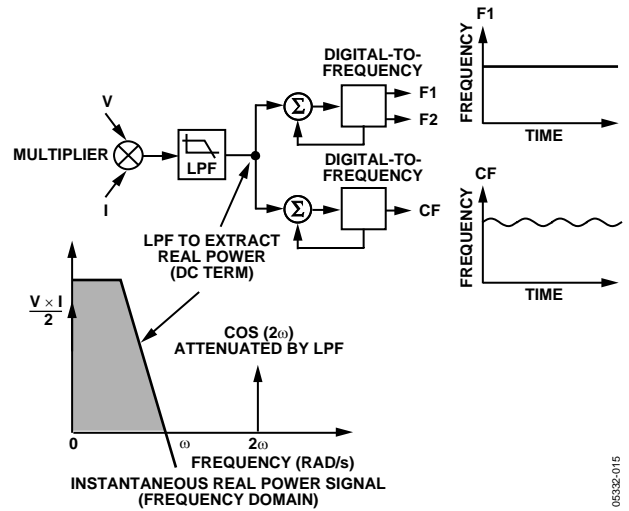 V
MULTIPLIER
I
LPF
DIGITAL-TO-
FREQUENCY
Σ
F1
F2
DIGITAL-TO-
FREQUENCY
Σ
CF
F1
FREQUENCY
TIME
CF
FREQUENCY
TIME
LPF TO EXTRACT
REAL POWER
(DC TERM)
V × I
2
COS (2ω)
ATTENUATED BY LPF
0
ω
2ω
FREQUENCY (RAD/s)
INSTANTANEOUS REAL POWER SIGNAL
(FREQUENCY DOMAIN)
05332-015